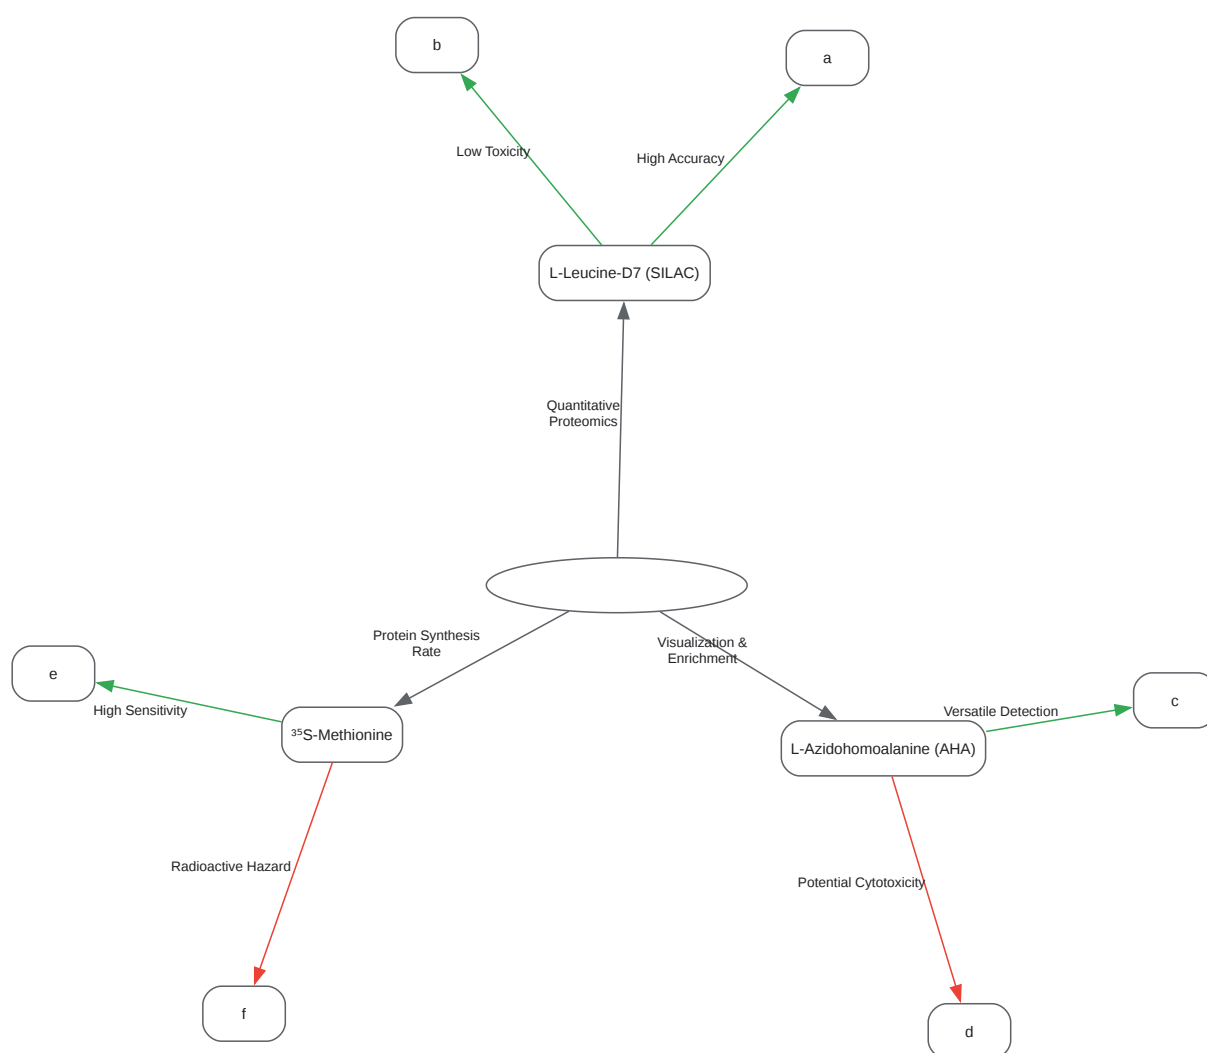 b
a
Low Toxicity
High Accuracy
L-Leucine-D7 (SILAC)
Quantitative
Proteomics
Protein Synthesis
Rate
Visualization &
Enrichment
e
High Sensitivity
³⁵S-Methionine
c
Versatile Detection
L-Azidohomoalanine (AHA)
Radioactive Hazard
Potential Cytotoxicity
f
d